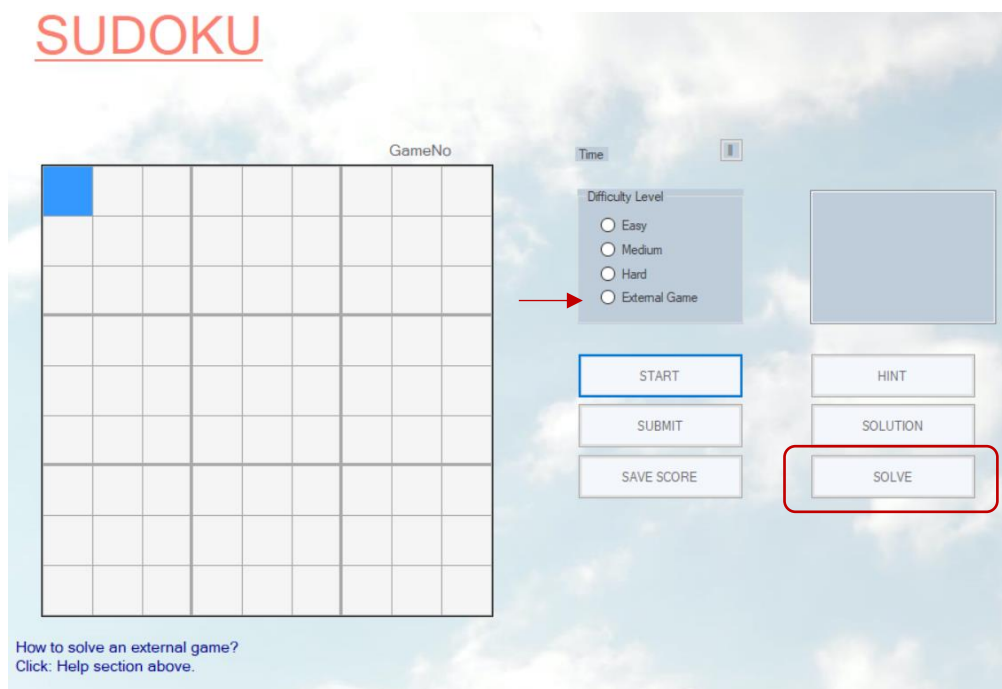 SUDOKU
GameNo
Time
Difficulty Level
Easy
Medium
Hard
External Game
START
HINT
SUBMIT
SOLUTION
SAVE SCORE
SOLVE
How to solve an external game?
Click: Help section above.